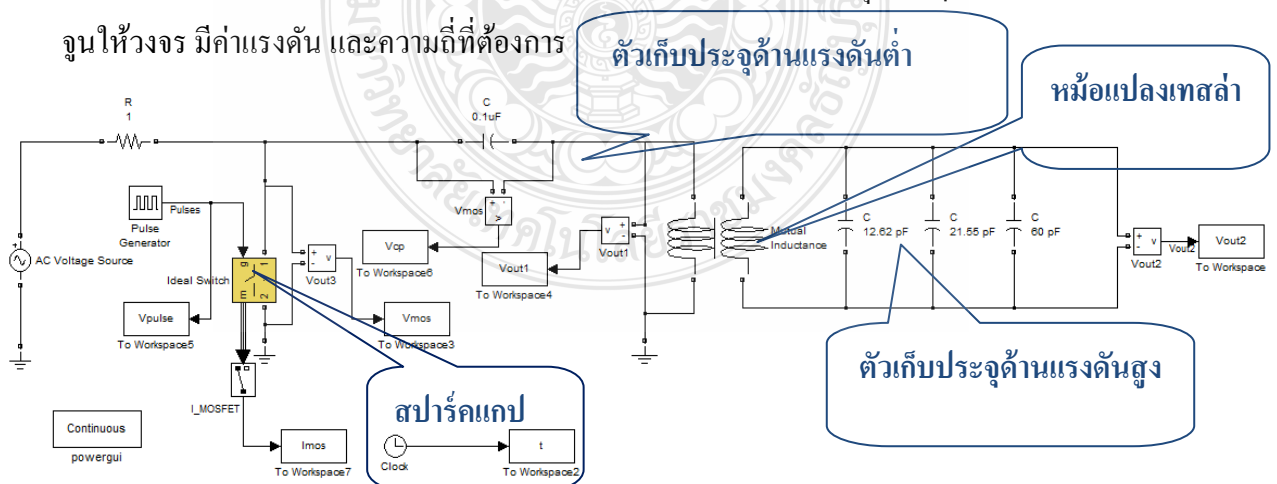 จูนให้วงจร มีค่าแรงดัน และความถี่ที่ต้องการ
ตัวเก็บประจุด้านแรงดันต่ำ
หม้อแปลงเทสล่า
R
1
C
0.1uF
Pulses
Pulse
Generator
AC Voltage Source
Ideal Switch
g
1
m
2
+
-
v
Vout3
Vmos
Vcp
To Workspace6
Vout1
To Workspace4
v
Vout1
Mutual
Inductance
C
12.62 pF
C
21.55 pF
C
60 pF
+
-
v
Vout2
Vout2
Vout2
To Workspace
Vpulse
To Workspace5
Vmos
To Workspace3
ตัวเก็บประจุด้านแรงดันสูง
สปาร์คแกป
I_MOSFET
Continuous
powergui
Imos
To Workspace7
Clock
t
To Workspace2